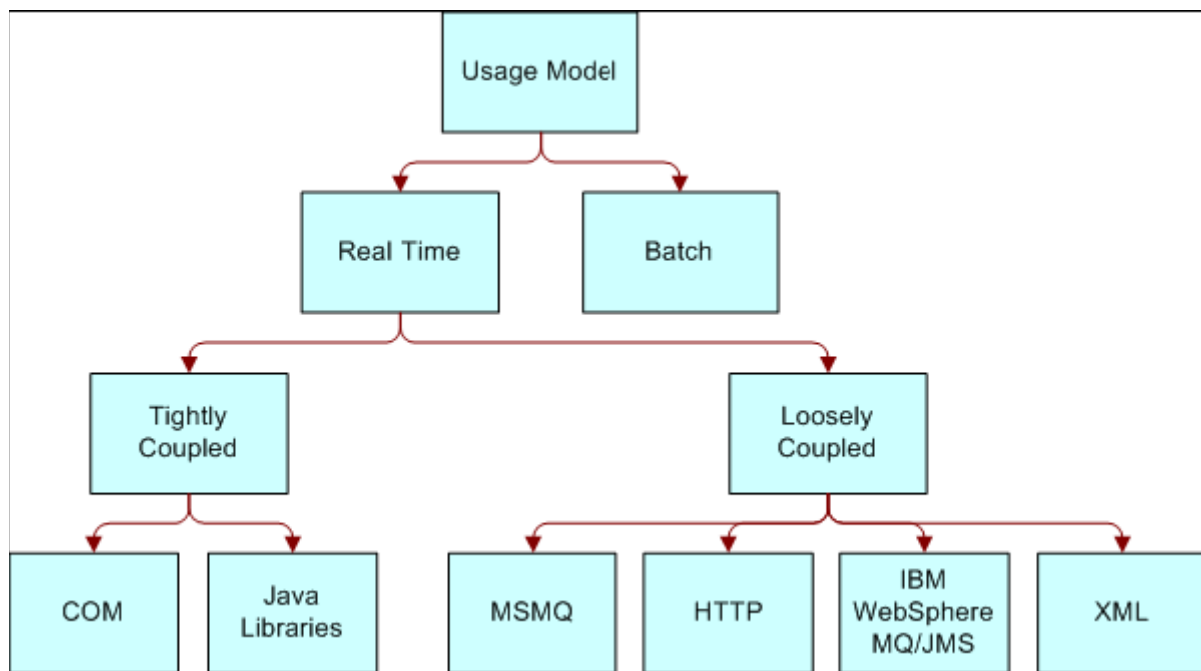 Usage Model
Real Time
Batch
Tightly
Coupled
Loosely
Coupled
COM
Java
Libraries
MSMQ
HTTP
IBM
WebSphere
MQ/JMS
XML